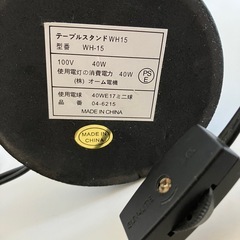 テーブルスタンドWH15
型番 WH-15
100V 40W
使用電灯の消費電力 40W
(株) オーム電機
PS
E
使用電球 40WE17ミニ球
品番 04-6215
MADE IN CHINA
MADE IN
CHINA